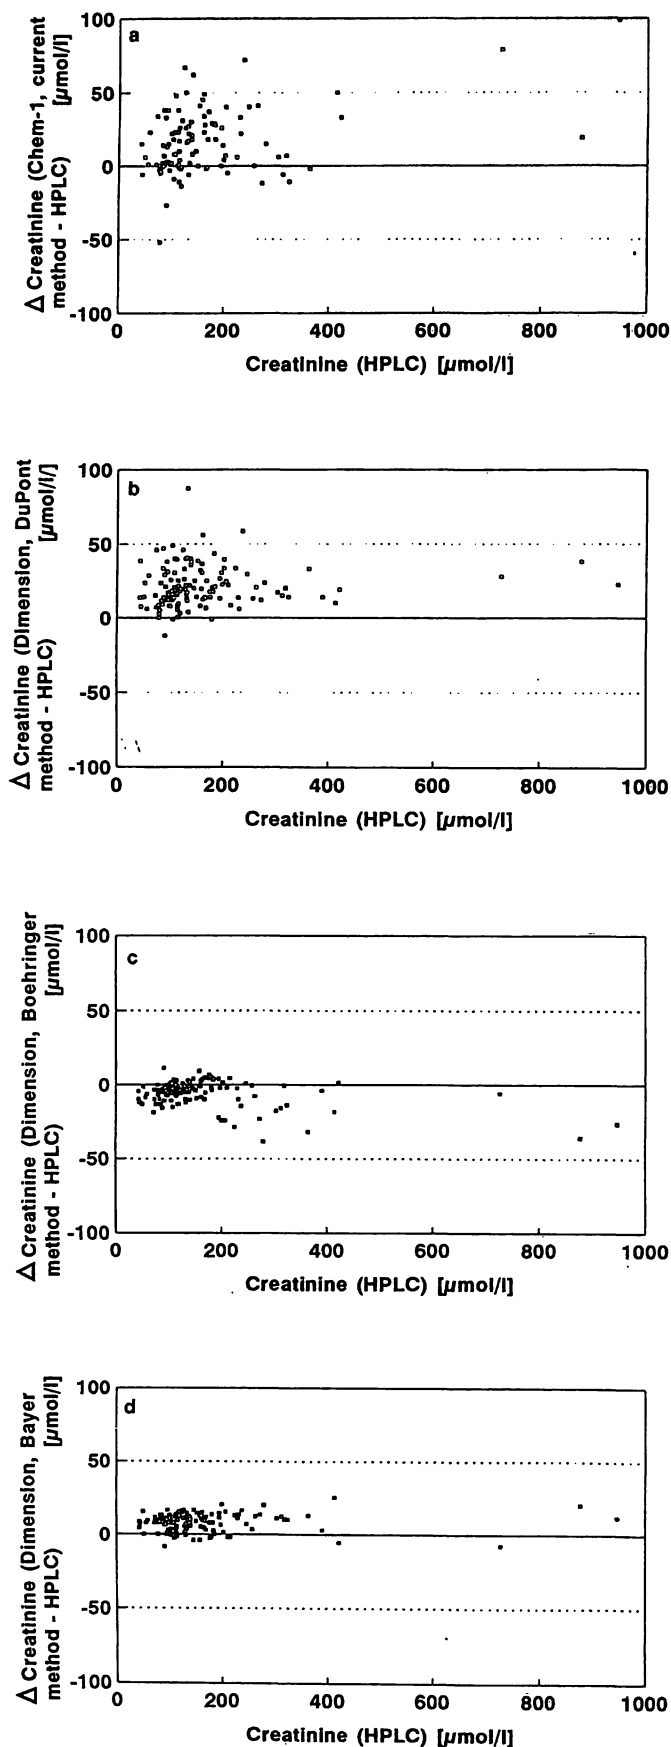 a
Δ Creatinine (Chem-1, current
method - HPLC) [μmol/l]
100
50
0
-50
-100
0 200 400 600 800 1000
Creatinine (HPLC) [μmol/l]
b
Δ Creatinine (Dimension, DuPont
method - HPLC) [μmol/l/]
100
50
0
-50
-100
0 200 400 600 800 1000
Creatinine (HPLC) [μmol/l]
c
Δ Creatinine (Dimension, Boehringer
method - HPLC) [μmol/l]
100
50
0
-50
-100
0 200 400 600 800 1000
Creatinine (HPLC) [μmol/l]
d
Δ Creatinine (Dimension, Bayer
method - HPLC) [μmol/l]
100
50
0
-50
-100
0 200 400 600 800 1000
Creatinine (HPLC) [μmol/l]